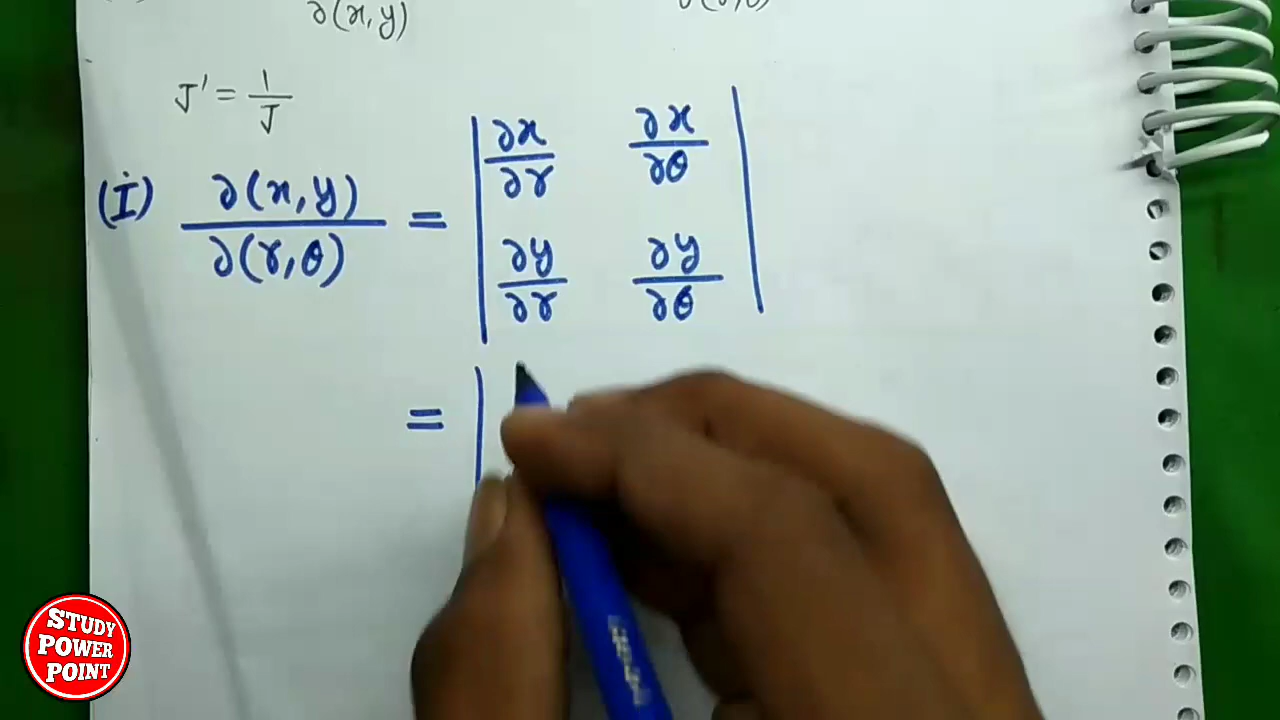 ∂(x,y)
J' = 1/J
(i) ∂(x,y)/∂(r,θ) = | ∂x/∂r ∂x/∂θ |
| ∂y/∂r ∂y/∂θ |
= |
STUDY
POWER
POINT